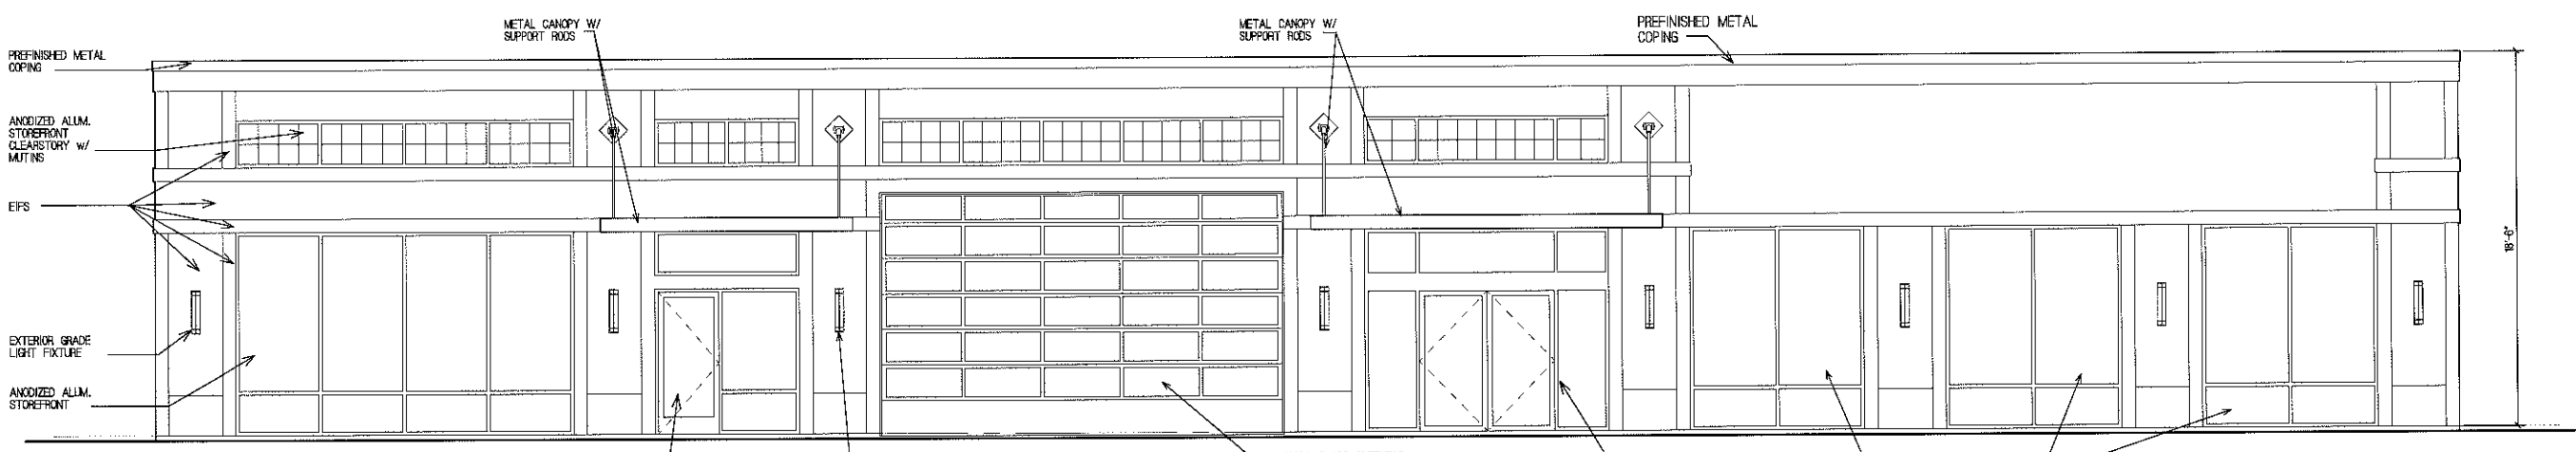 METAL CANOPY W/
SUPPORT RODS
METAL CANOPY W/
SUPPORT RODS
PREFINISHED METAL
COPING
PREFINISHED METAL
COPING
ANODIZED ALUM.
STOREFRONT
CLEARSTORY w/
MUTINS
EIFS
18'-6"
EXTERIOR GRADE
LIGHT FIXTURE
ANODIZED ALUM.
STOREFRONT